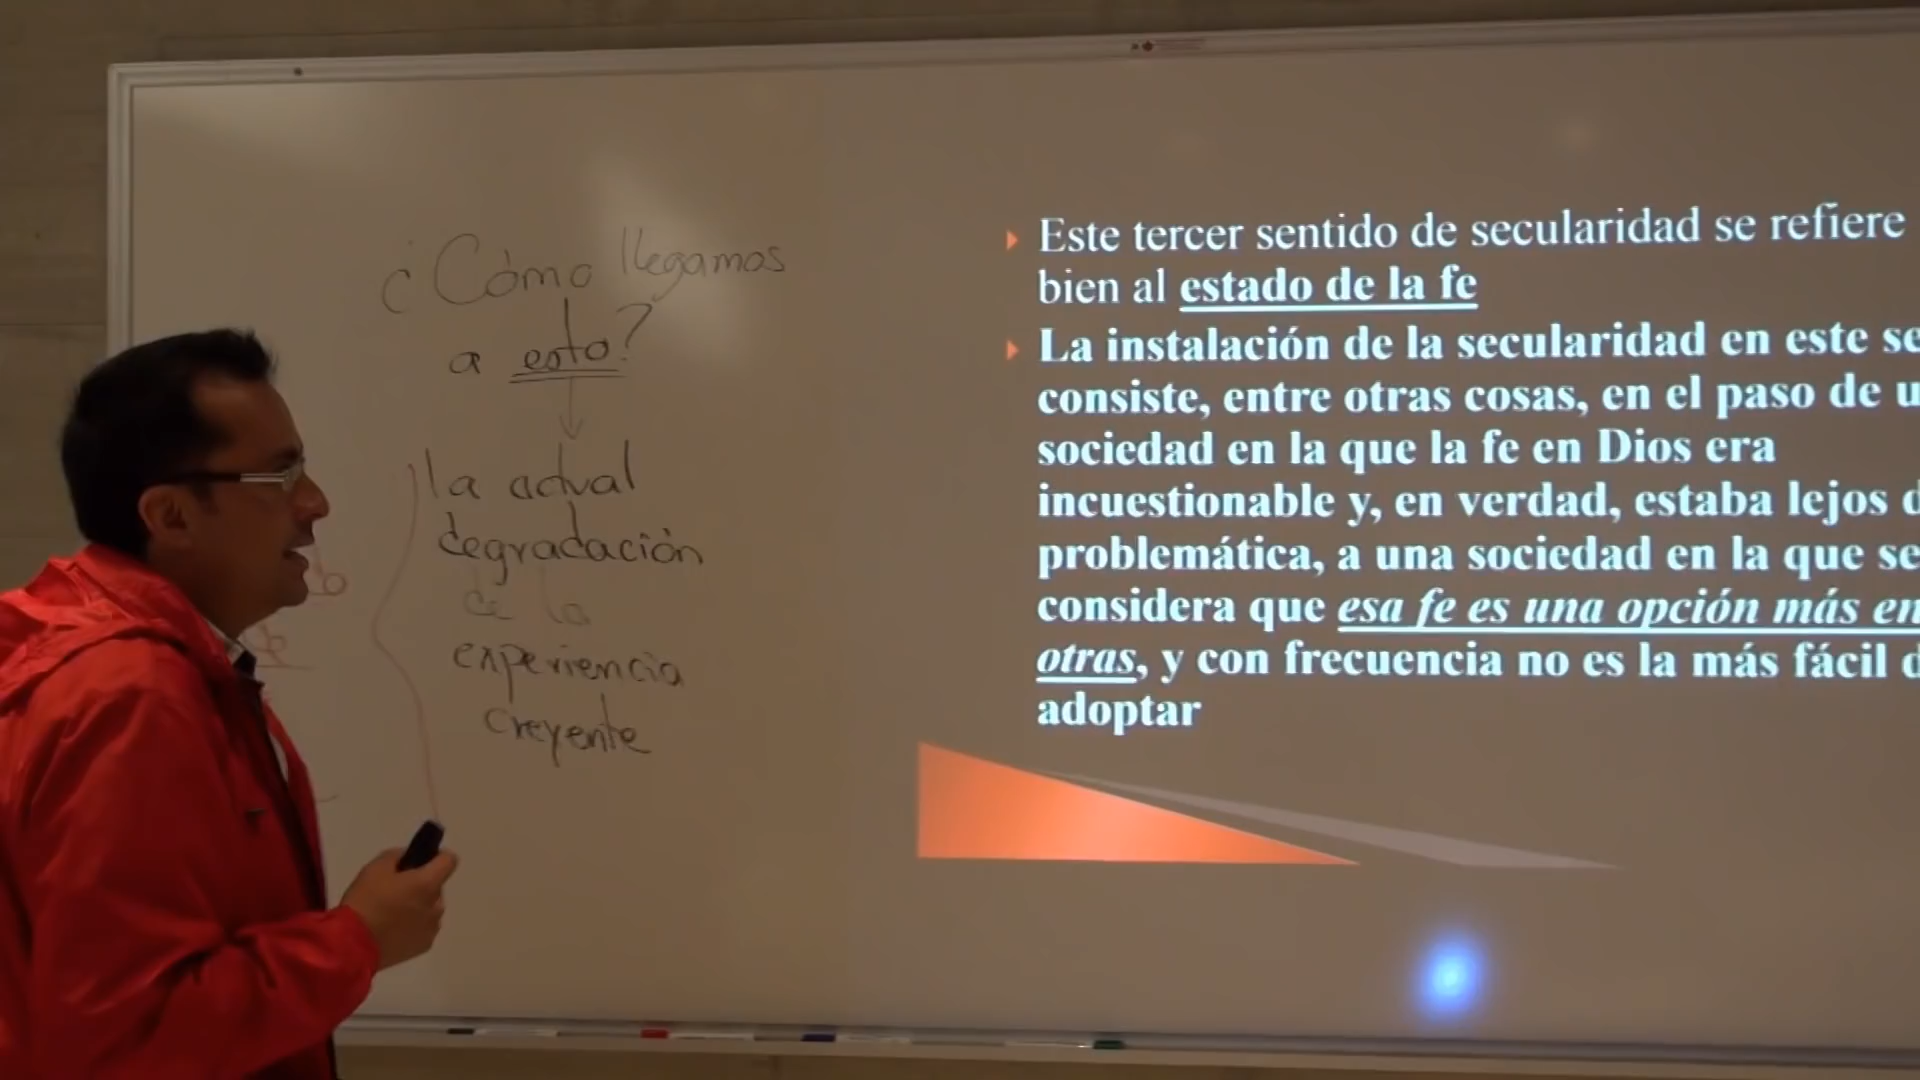 ¿Cómo llegamos
a esto?
la actual
degradación
de la
experiencia
creyente
Este tercer sentido de secularidad se refiere
bien al estado de la fe
La instalación de la secularidad en este se
consiste, entre otras cosas, en el paso de u
sociedad en la que la fe en Dios era
incuestionable y, en verdad, estaba lejos d
problemática, a una sociedad en la que se
considera que esa fe es una opción más en
otras, y con frecuencia no es la más fácil d
adoptar